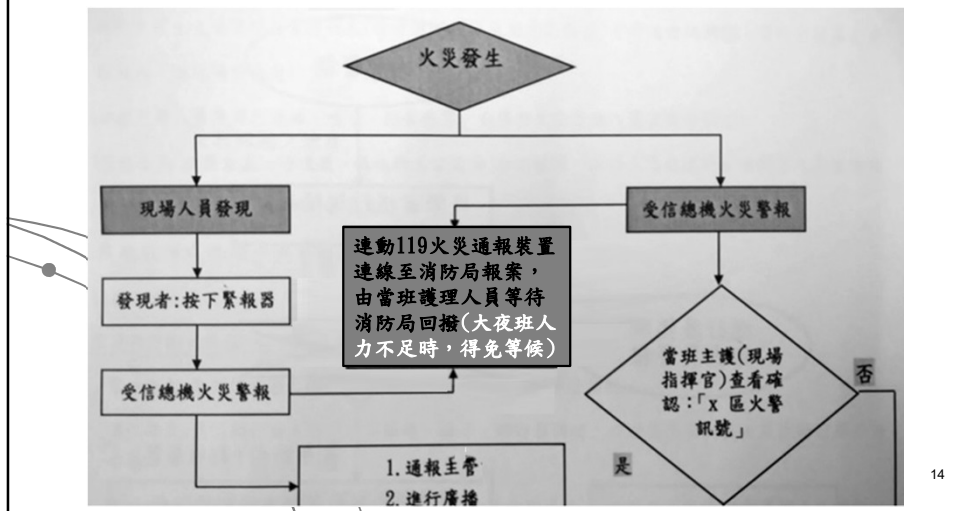 火災發生
現場人員發現
受信總機火災警報
連動119火災通報裝置
連線至消防局報案，
由當班護理人員等待
消防局回撥(大夜班人
力不足時，得免等候)
發現者:按下緊報器
當班主護(現場
指揮官)查看確
認:「x 區火警
訊號」
否
受信總機火災警報
是
1.通報主管
2.進行廣播
14